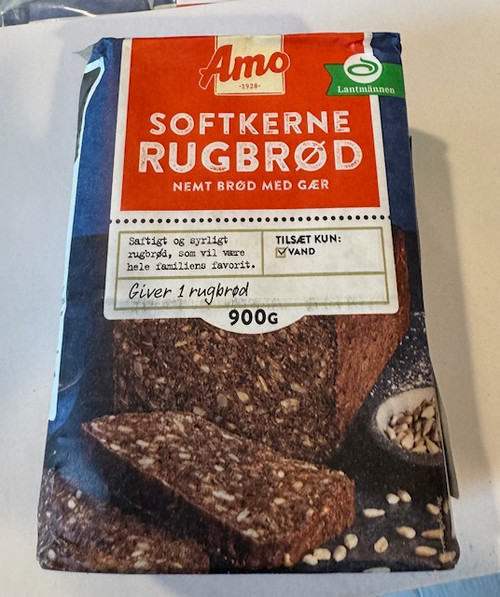 Amo
-1928-
Lantmännen
SOFTKERNE
RUGBRØD
NEMT BRØD MED GÆR
Saftigt og syrligt
rugbrød, som vil være
hele familiens favorit.
TILSÆT KUN:
VAND
Giver 1 rugbrød
900G